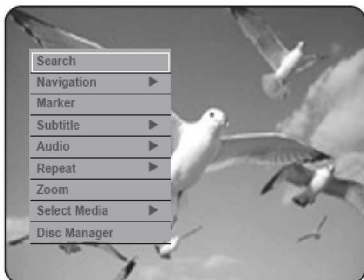 Search
Navigation ►
Marker
Subtitle ►
Audio ►
Repeat ►
Zoom
Select Media ►
Disc Manager